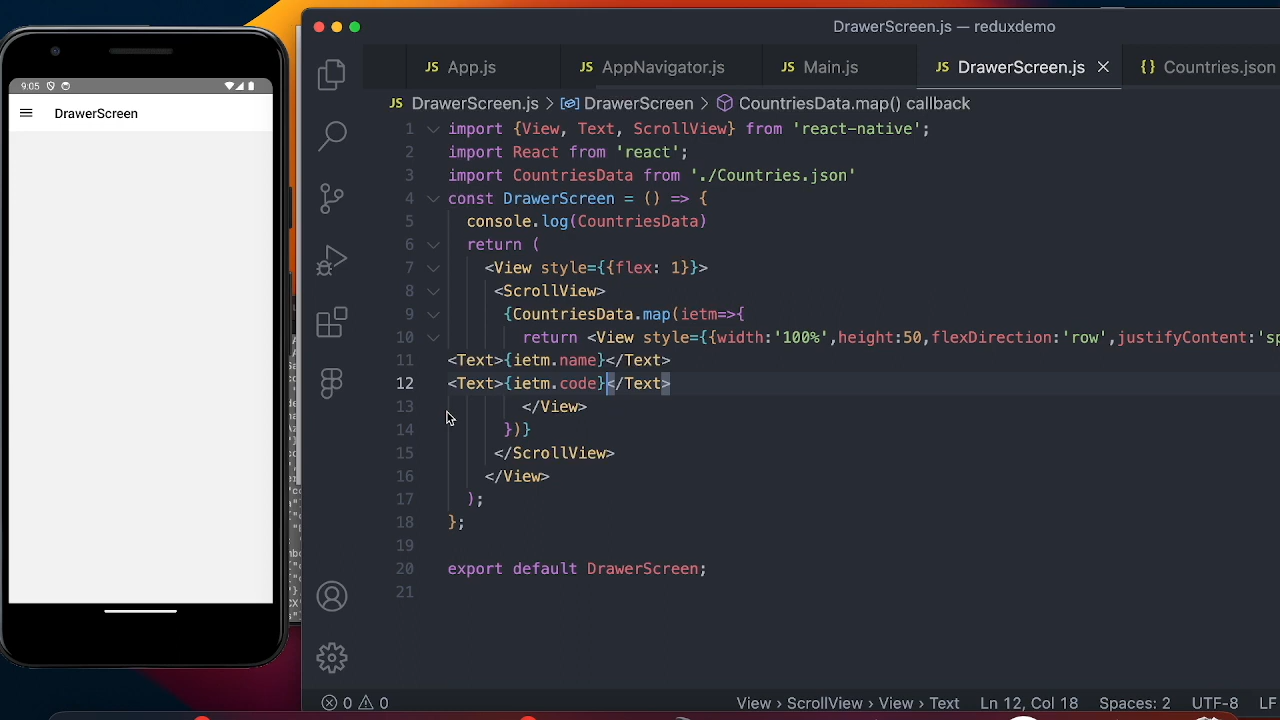 DrawerScreen.js — reduxdemo
JS App.js
JS AppNavigator.js
JS Main.js
JS DrawerScreen.js
{} Countries.json
JS DrawerScreen.js > DrawerScreen > CountriesData.map() callback
9:05
DrawerScreen
1 import {View, Text, ScrollView} from 'react-native';
2 import React from 'react';
3 import CountriesData from './Countries.json'
4 const DrawerScreen = () => {
5 console.log(CountriesData)
6 return (
7 <View style={{flex: 1}}>
8 <ScrollView>
9 {CountriesData.map(ietm=>{
10 return <View style={{width:'100%',height:50,flexDirection:'row',justifyContent:'sp
11 <Text>{ietm.name}</Text>
12 <Text>{ietm.code}</Text>
13 </View>
14 })}
15 </ScrollView>
16 </View>
17 );
18 };
19
20 export default DrawerScreen;
21
0 0
View > ScrollView > View > Text
Ln 12, Col 18
Spaces: 2
UTF-8
LF